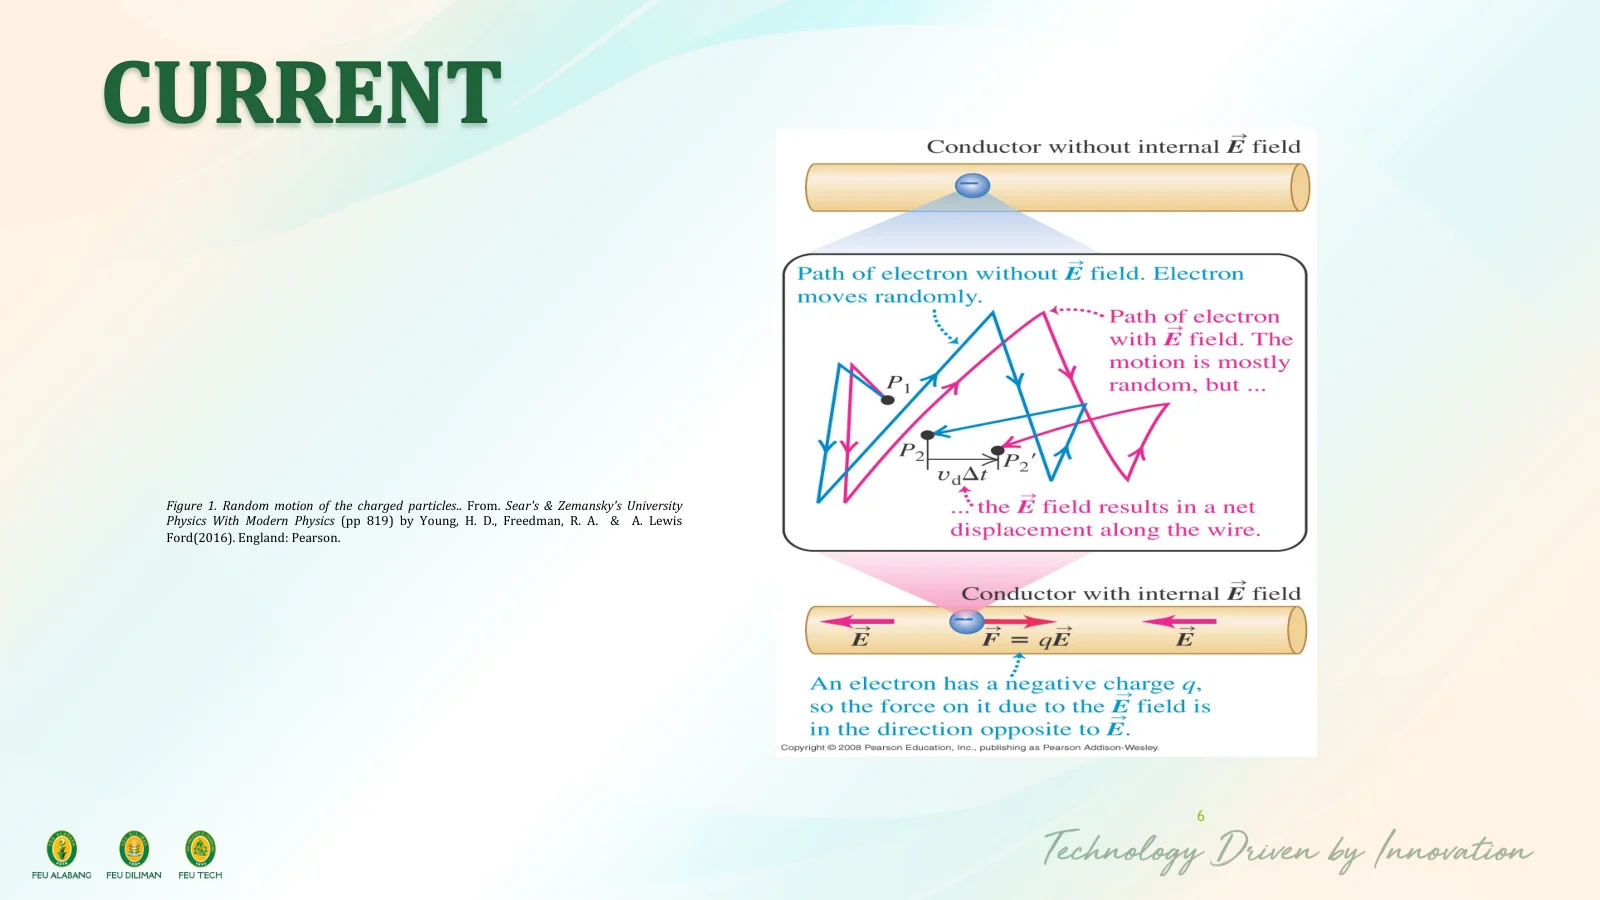 CURRENT
Conductor without internal E⃗ field
Path of electron without E⃗ field. Electron
moves randomly.
Path of electron
with E⃗ field. The
motion is mostly
random, but ...
P₁
P₂
P₂′
v_dΔt
... the E⃗ field results in a net
displacement along the wire.
Figure 1. Random motion of the charged particles.. From. Sear's & Zemansky's University
Physics With Modern Physics (pp 819) by Young, H. D., Freedman, R. A. & A. Lewis
Ford(2016). England: Pearson.
Conductor with internal E⃗ field
E⃗ F⃗ = qE⃗ E⃗
An electron has a negative charge q,
so the force on it due to the E⃗ field is
in the direction opposite to E⃗.
Copyright © 2008 Pearson Education, Inc., publishing as Pearson Addison-Wesley.
6
Technology Driven by Innovation
FEU ALABANG FEU DILIMAN FEU TECH